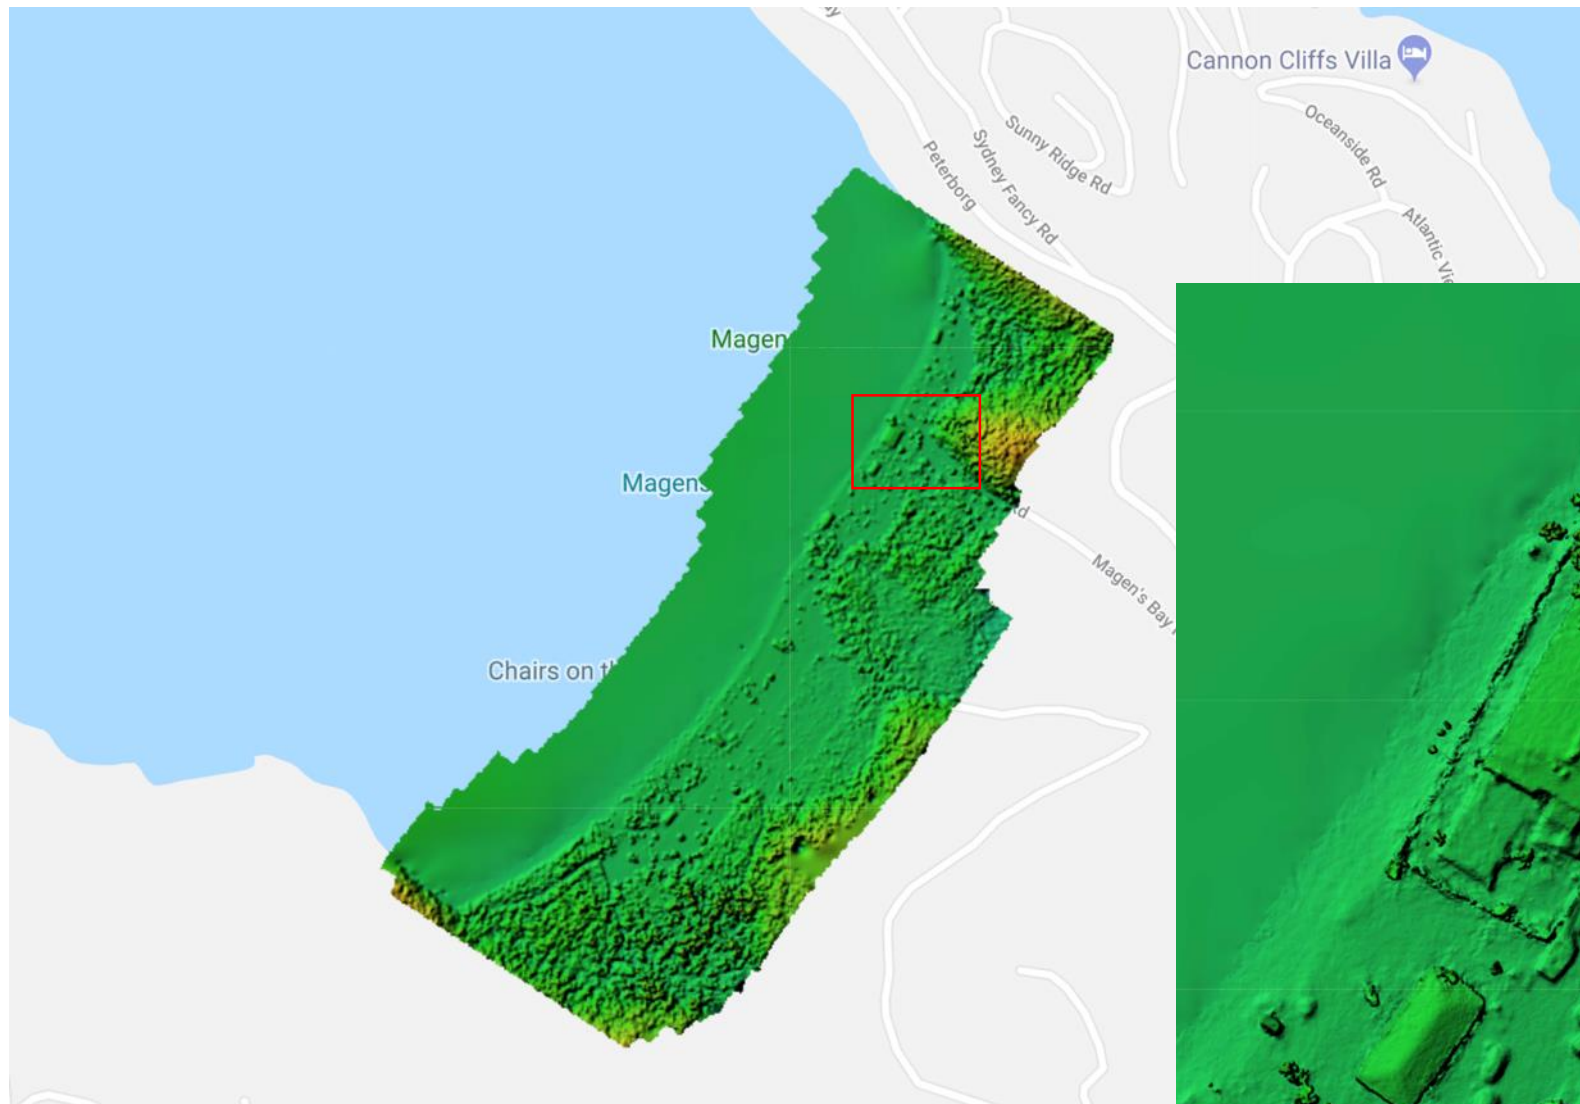 Cannon Cliffs Villa
Oceanside Rd
Sunny Ridge Rd
Sydney Fancy Rd
Peterborg
Atlantic
Magen
Magens
Magen's Bay
Chairs on